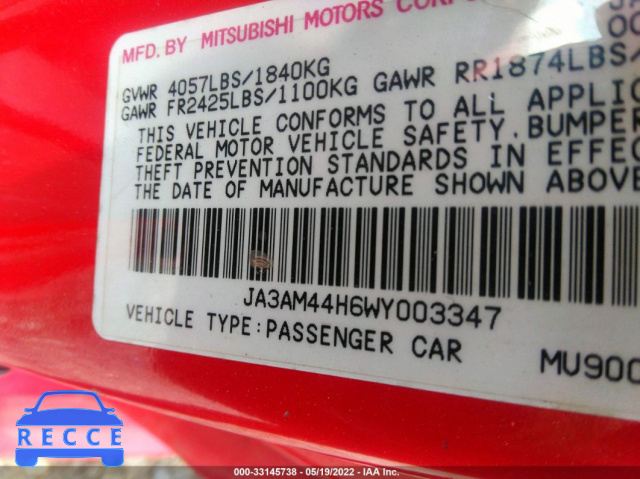 MFD. BY MITSUBISHI MOTORS CORPO
GVWR 4057LBS/1840KG
GAWR FR2425LBS/1100KG GAWR RR1874LBS/
THIS VEHICLE CONFORMS TO ALL APPLIC
FEDERAL MOTOR VEHICLE SAFETY.BUMPER
THEFT PREVENTION STANDARDS IN EFFEC
THE DATE OF MANUFACTURE SHOWN ABOVE
JA3AM44H6WY003347
VEHICLE TYPE:PASSENGER CAR
MV900
RECCE
000-33145738 - 05/19/2022 - IAA Inc.